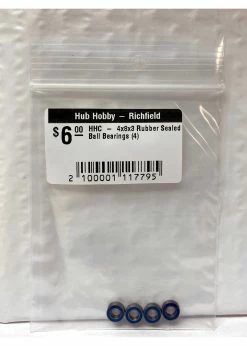 Hub Hobby – Richfield
$6.00 HHC – 4x8x3 Rubber Sealed
Ball Bearings (4)
2 100001 117795